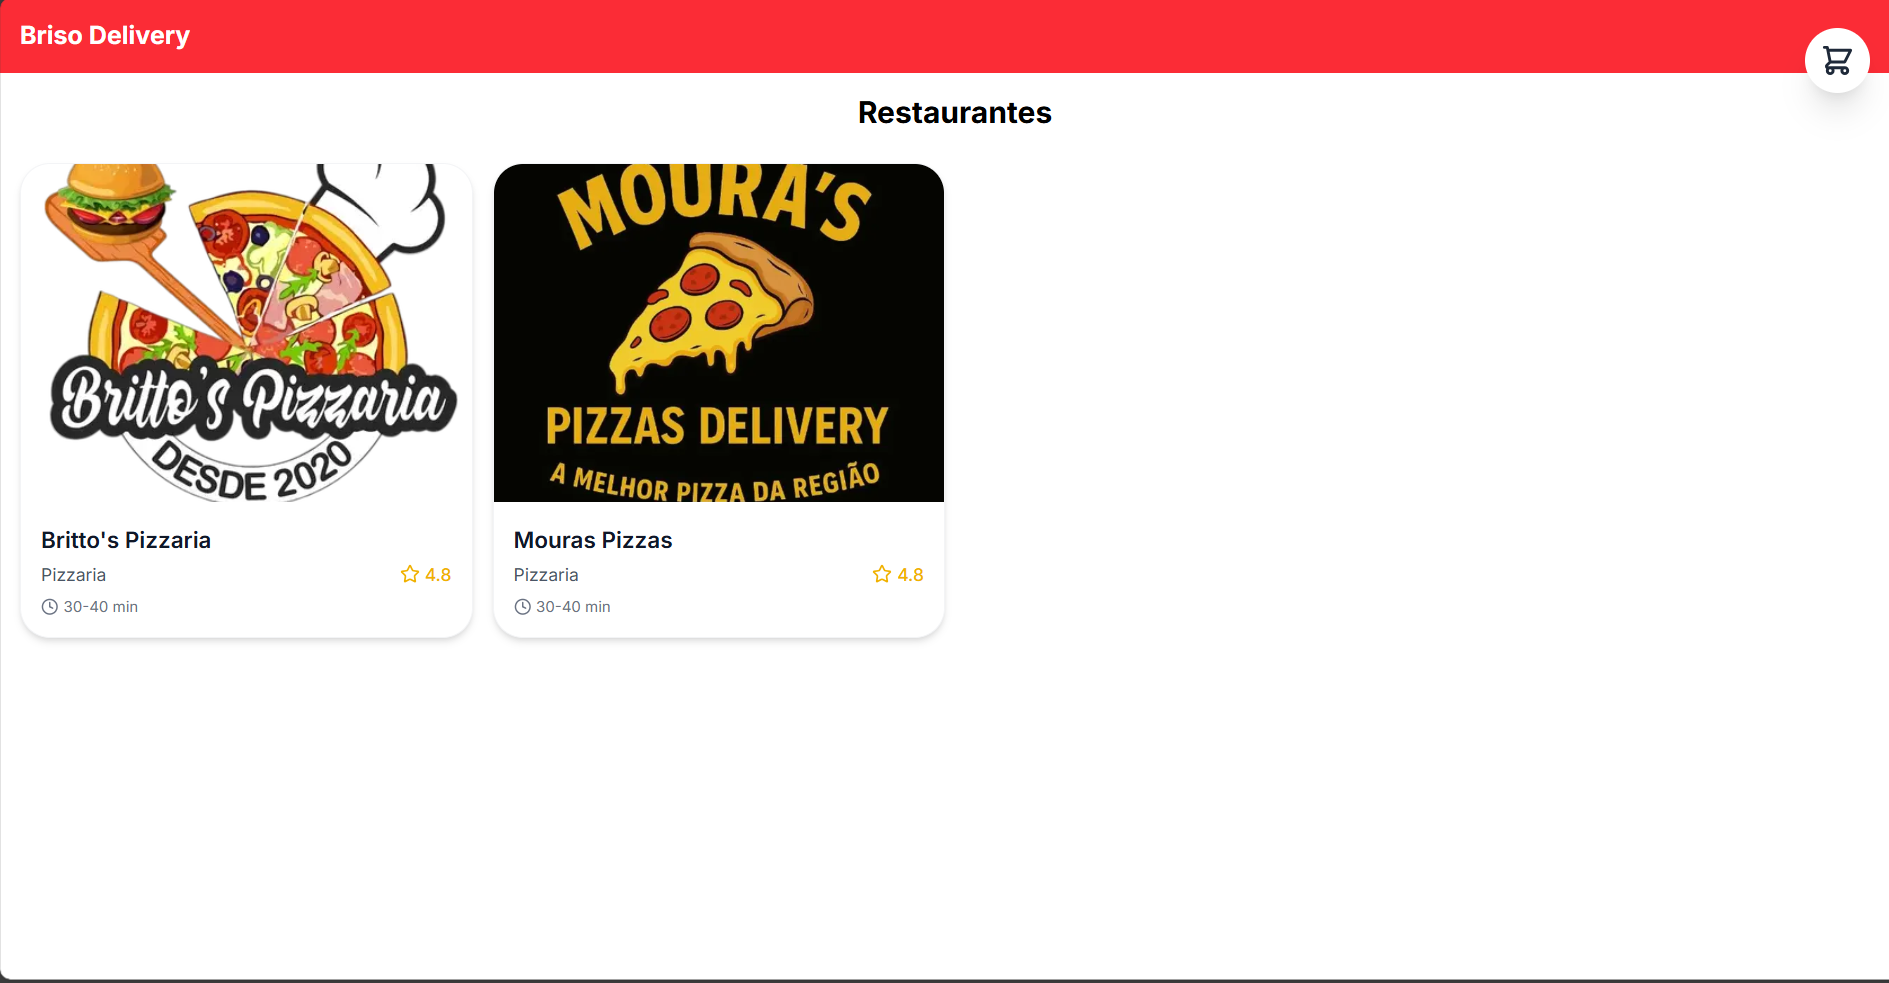 Briso Delivery
Restaurantes
Britto's Pizzaria
DESDE 2020
Britto's Pizzaria
Pizzaria
4.8
30-40 min
MOURA'S
PIZZAS DELIVERY
A MELHOR PIZZA DA REGIÃO
Mouras Pizzas
Pizzaria
4.8
30-40 min